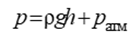 p = ρgh + pатм